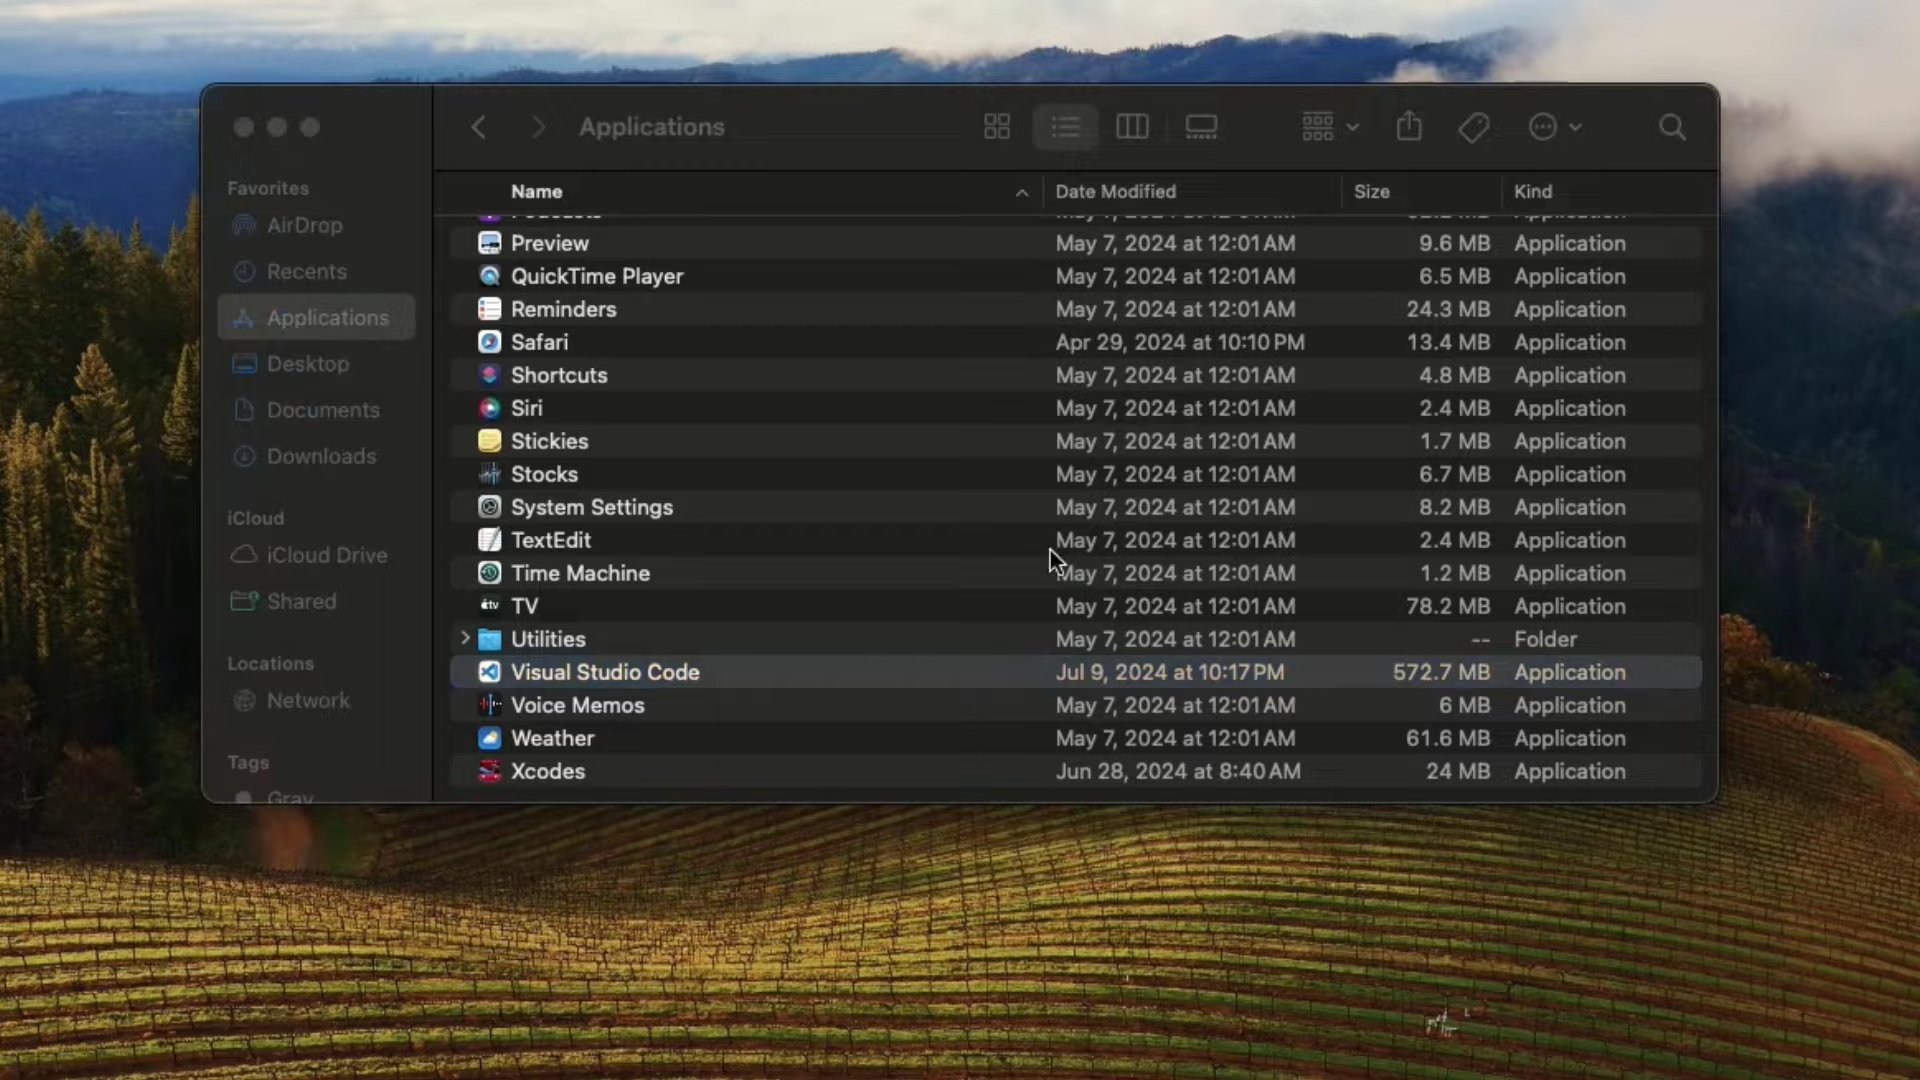 Applications
Favorites
AirDrop
Recents
Applications
Desktop
Documents
Downloads
iCloud
iCloud Drive
Shared
Locations
Network
Tags
Gray
Name Date Modified Size Kind
Preview May 7, 2024 at 12:01 AM 9.6 MB Application
QuickTime Player May 7, 2024 at 12:01 AM 6.5 MB Application
Reminders May 7, 2024 at 12:01 AM 24.3 MB Application
Safari Apr 29, 2024 at 10:10 PM 13.4 MB Application
Shortcuts May 7, 2024 at 12:01 AM 4.8 MB Application
Siri May 7, 2024 at 12:01 AM 2.4 MB Application
Stickies May 7, 2024 at 12:01 AM 1.7 MB Application
Stocks May 7, 2024 at 12:01 AM 6.7 MB Application
System Settings May 7, 2024 at 12:01 AM 8.2 MB Application
TextEdit May 7, 2024 at 12:01 AM 2.4 MB Application
Time Machine May 7, 2024 at 12:01 AM 1.2 MB Application
TV May 7, 2024 at 12:01 AM 78.2 MB Application
Utilities May 7, 2024 at 12:01 AM -- Folder
Visual Studio Code Jul 9, 2024 at 10:17 PM 572.7 MB Application
Voice Memos May 7, 2024 at 12:01 AM 6 MB Application
Weather May 7, 2024 at 12:01 AM 61.6 MB Application
Xcodes Jun 28, 2024 at 8:40 AM 24 MB Application